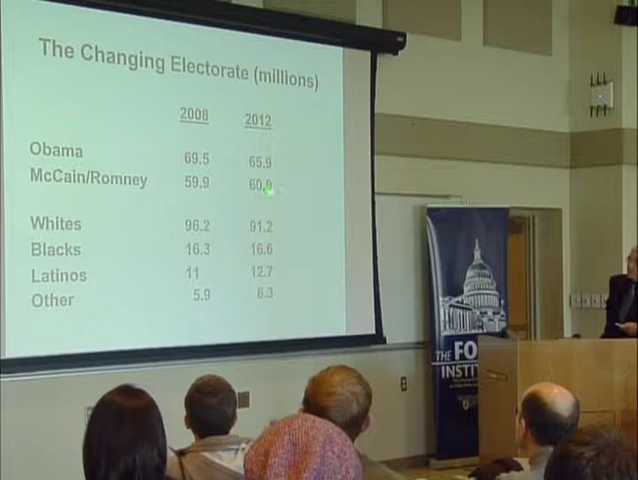 The Changing Electorate (millions)
2008 2012
Obama 69.5 65.9
McCain/Romney 59.9 60.9
Whites 96.2 91.2
Blacks 16.3 16.6
Latinos 11 12.7
Other 5.9 6.3
THE FO
INSTIT